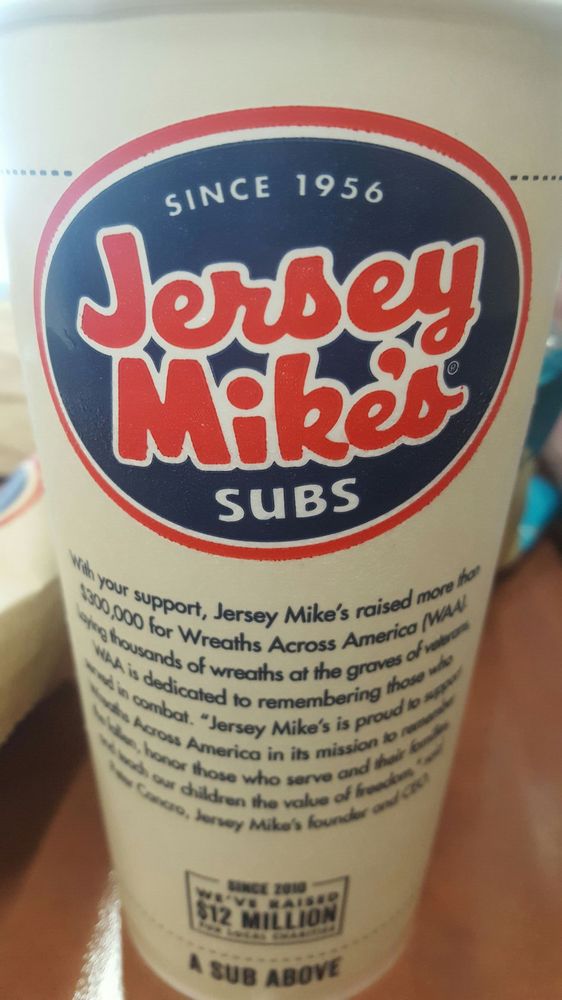 SINCE 1956
Jersey
Mike's®
SUBS
With your support, Jersey Mike's raised more than
$300,000 for Wreaths Across America (WAA)
laying thousands of wreaths at the graves of veterans.
WAA is dedicated to remembering those who
served in combat. "Jersey Mike's is proud to support
Wreaths Across America in its mission to remember
the fallen, honor those who serve and their families
and teach our children the value of freedom," said
Peter Cancro, Jersey Mike's founder and CEO.
SINCE 2010
WE'VE RAISED
$12 MILLION
FOR LOCAL CHARITIES
A SUB ABOVE